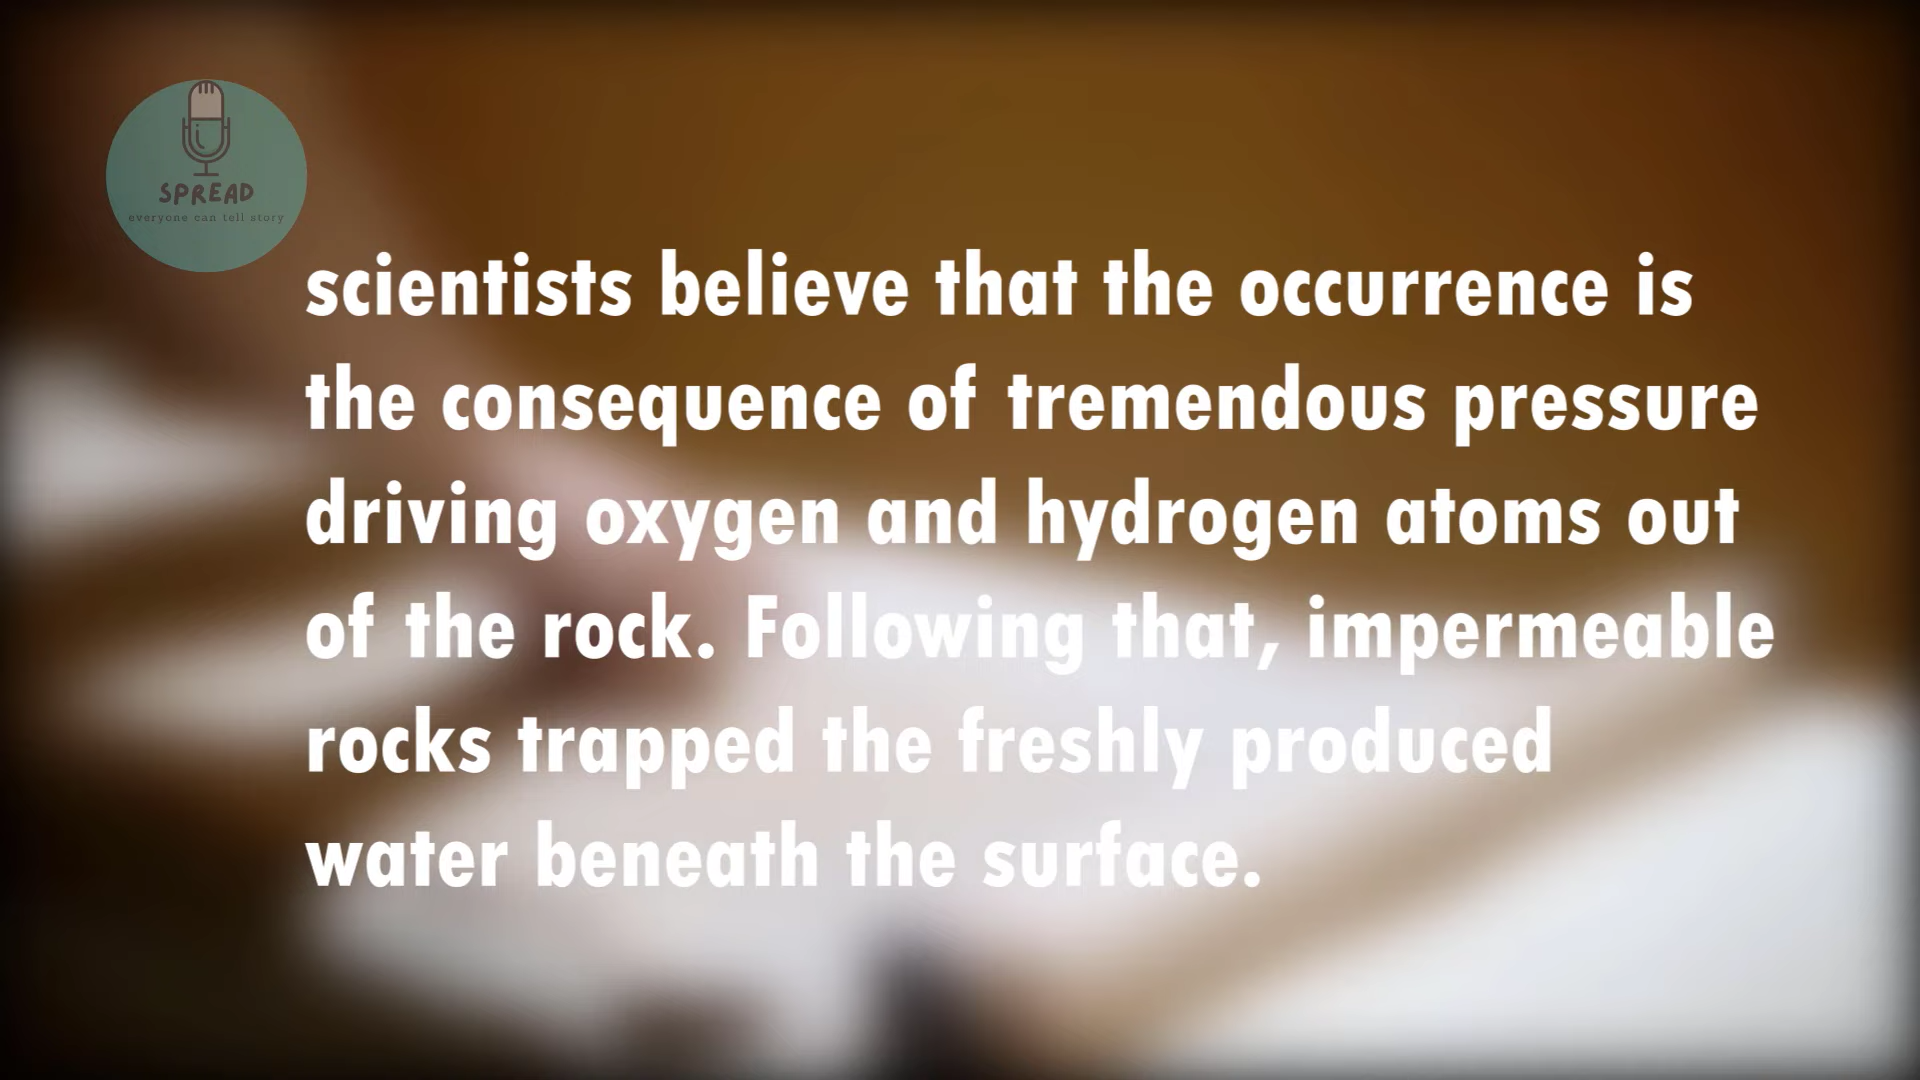 SPREAD
everyone can tell story
scientists believe that the occurrence is
the consequence of tremendous pressure
driving oxygen and hydrogen atoms out
of the rock. Following that, impermeable
rocks trapped the freshly produced
water beneath the surface.